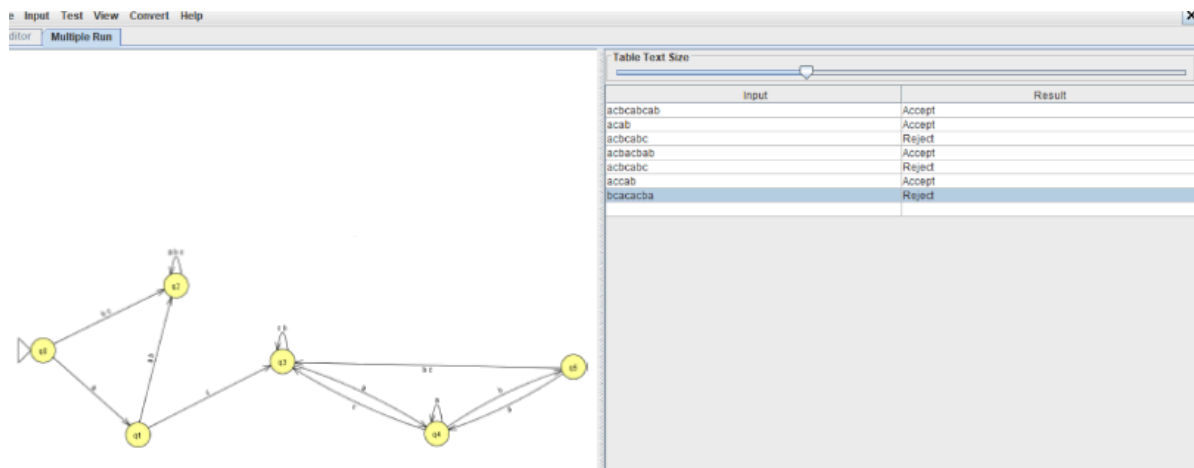 e Input Test View Convert Help
ditor Multiple Run
Table Text Size
Input Result
acbcabcab Accept
acab Accept
acbcabc Reject
acbacbab Accept
acbcabc Reject
accab Accept
bcacacba Reject
q2
b c
q0
a b
c b
q3
q5
b c
a
a
b
c
c
a
a
q1
q4